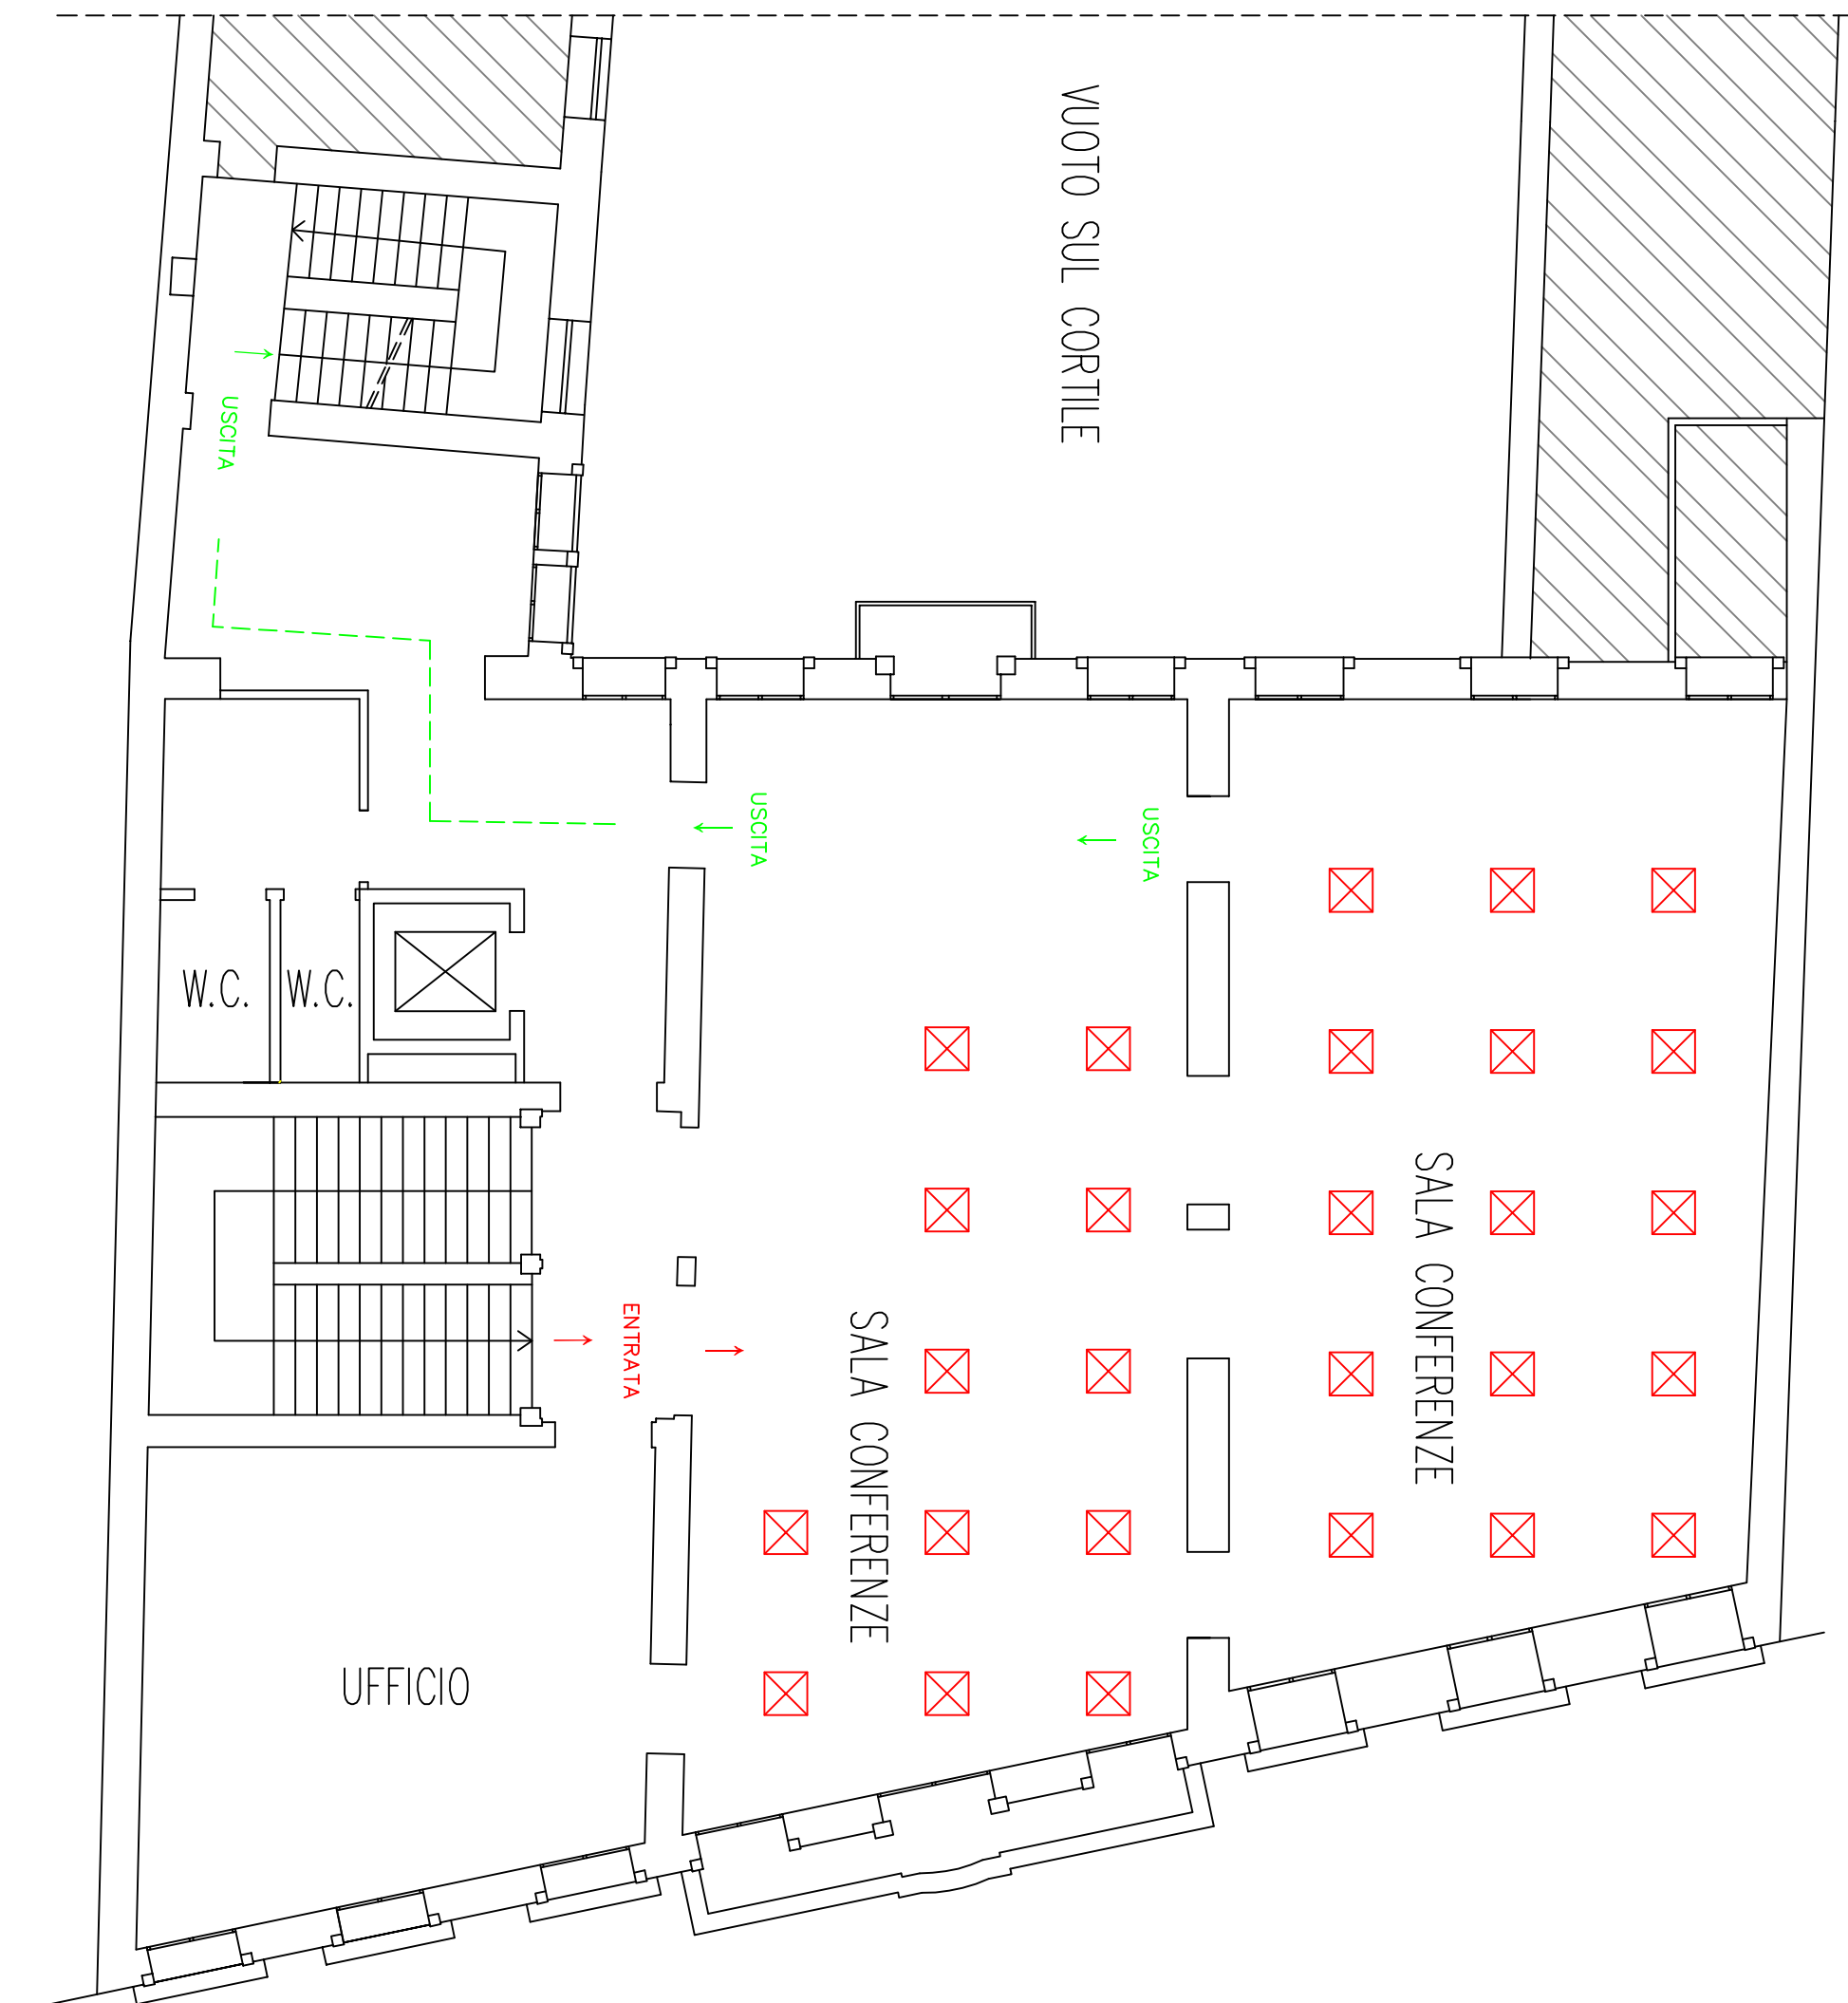 VUOTO SUL CORTILE
USCITA
USCITA
USCITA
W.C.
W.C.
SALA CONFERENZE
ENTRATA
SALA CONFERENZE
UFFICIO